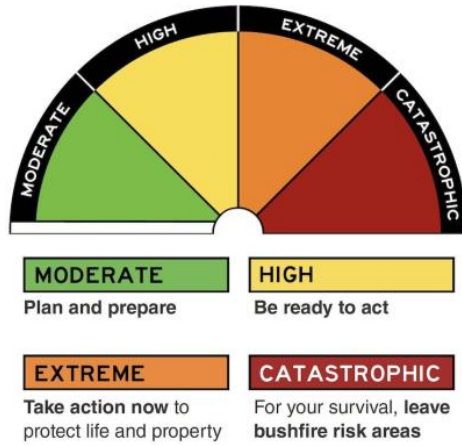 MODERATE
HIGH
EXTREME
CATASTROPHIC
MODERATE
Plan and prepare
HIGH
Be ready to act
EXTREME
Take action now to
protect life and property
CATASTROPHIC
For your survival, leave
bushfire risk areas